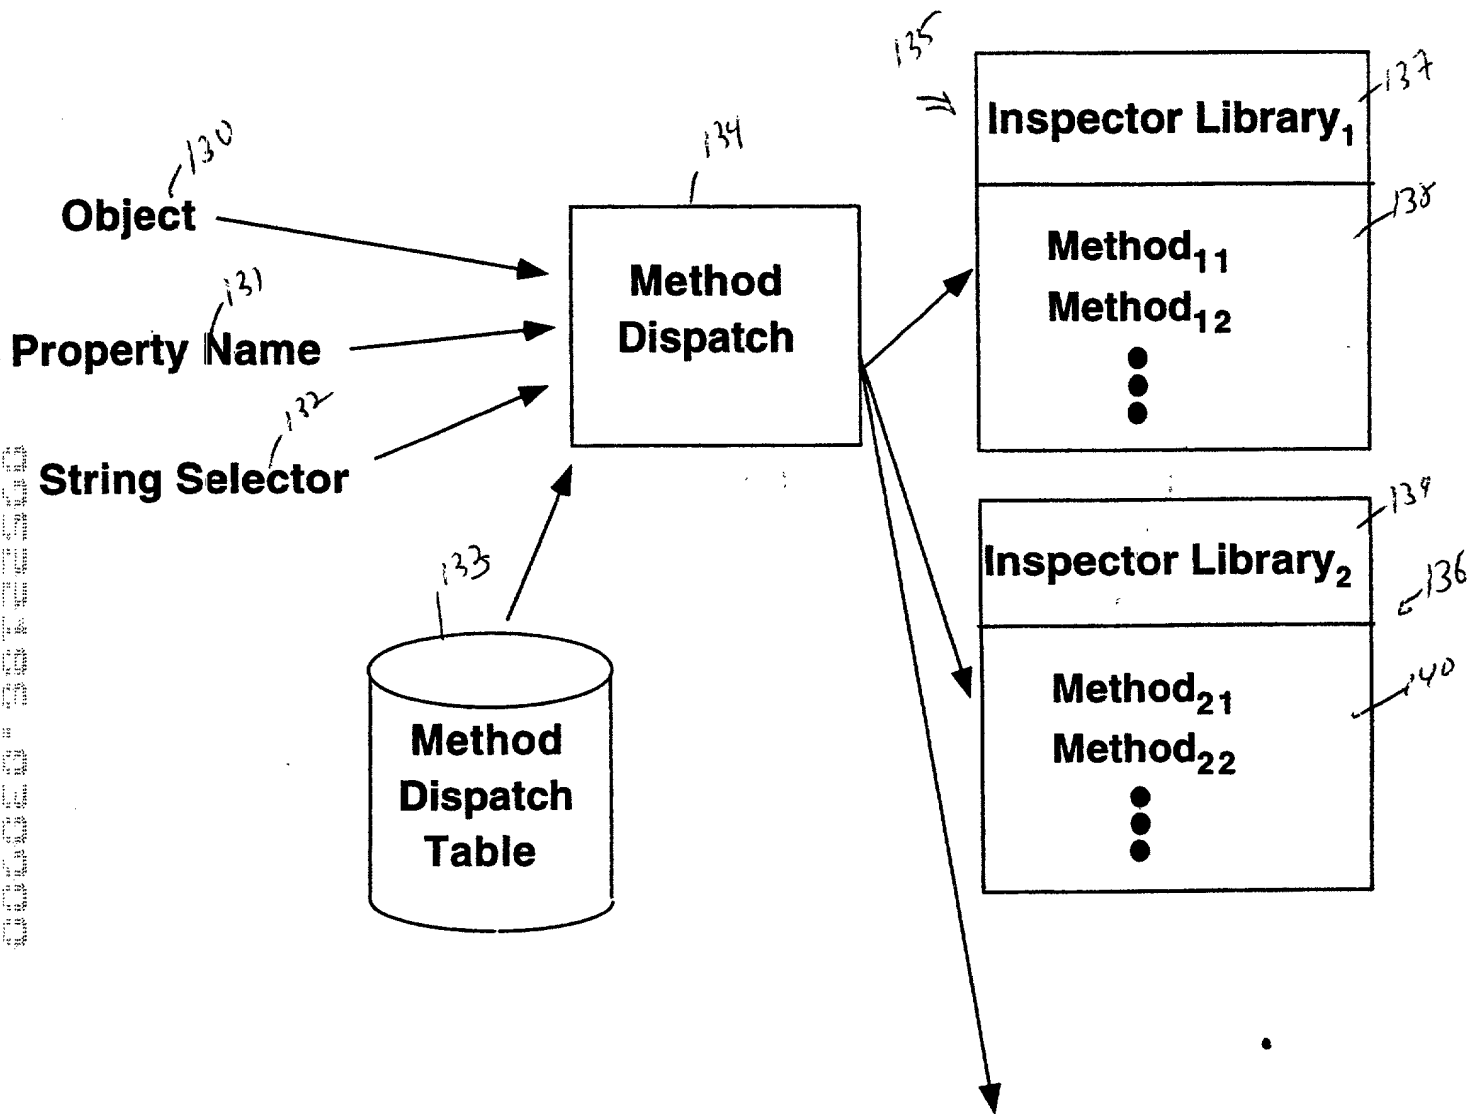 130
Object
131
Property Name
132
String Selector
133
Method
Dispatch
Table
134
Method
Dispatch
135
137
Inspector Library₁
138
Method₁₁
Method₁₂
139
Inspector Library₂
136
140
Method₂₁
Method₂₂